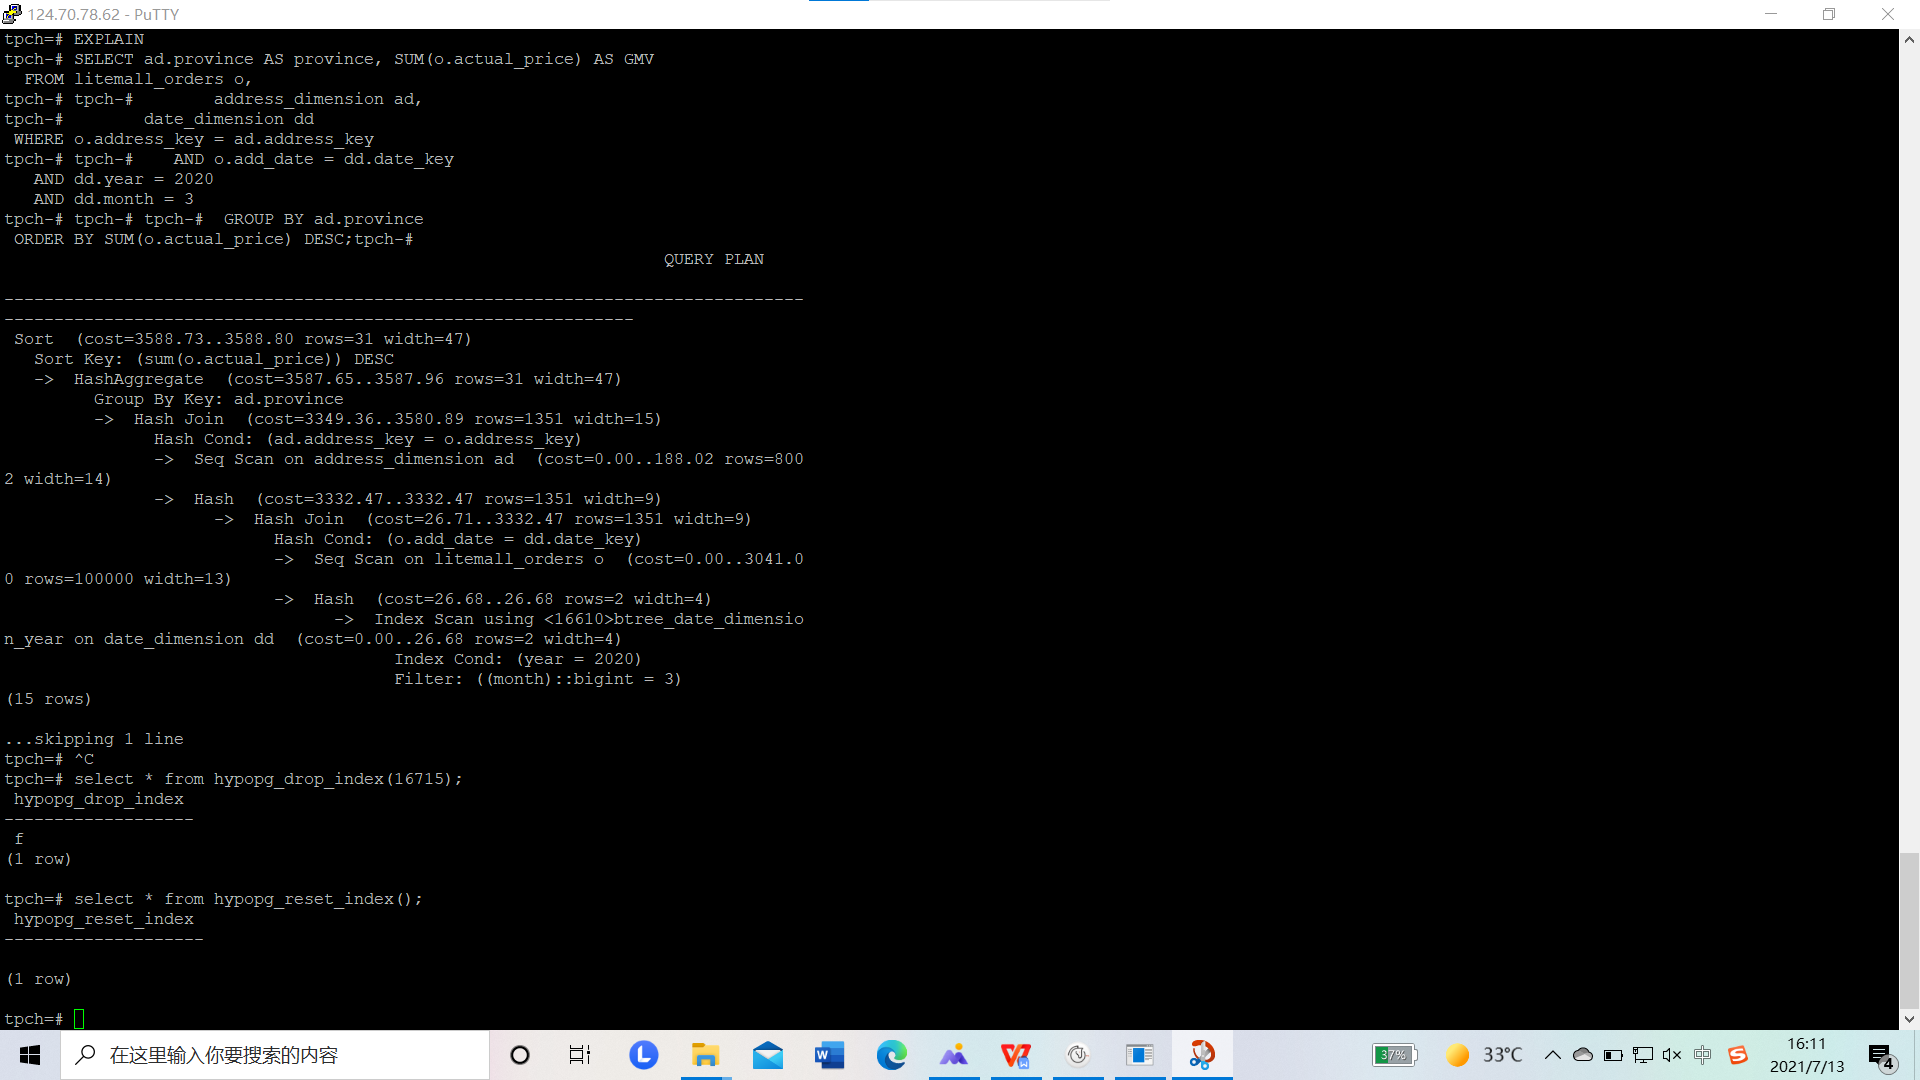 124.70.78.62 - PuTTY
tpch=# EXPLAIN
tpch-# SELECT ad.province AS province, SUM(o.actual_price) AS GMV
  FROM litemall_orders o,
tpch-# tpch-#        address_dimension ad,
tpch-#        date_dimension dd
 WHERE o.address_key = ad.address_key
tpch-# tpch-#    AND o.add_date = dd.date_key
   AND dd.year = 2020
   AND dd.month = 3
tpch-# tpch-# tpch-#  GROUP BY ad.province
 ORDER BY SUM(o.actual_price) DESC;tpch-#
QUERY PLAN
--------------------------------------------------------------------------------
---------------------------------------------------------------
 Sort  (cost=3588.73..3588.80 rows=31 width=47)
   Sort Key: (sum(o.actual_price)) DESC
   ->  HashAggregate  (cost=3587.65..3587.96 rows=31 width=47)
         Group By Key: ad.province
         ->  Hash Join  (cost=3349.36..3580.89 rows=1351 width=15)
               Hash Cond: (ad.address_key = o.address_key)
               ->  Seq Scan on address_dimension ad  (cost=0.00..188.02 rows=800
2 width=14)
               ->  Hash  (cost=3332.47..3332.47 rows=1351 width=9)
                     ->  Hash Join  (cost=26.71..3332.47 rows=1351 width=9)
                           Hash Cond: (o.add_date = dd.date_key)
                           ->  Seq Scan on litemall_orders o  (cost=0.00..3041.0
0 rows=100000 width=13)
                           ->  Hash  (cost=26.68..26.68 rows=2 width=4)
                                 ->  Index Scan using <16610>btree_date_dimensio
n_year on date_dimension dd  (cost=0.00..26.68 rows=2 width=4)
                                       Index Cond: (year = 2020)
                                       Filter: ((month)::bigint = 3)
(15 rows)
...skipping 1 line
tpch=# ^C
tpch=# select * from hypopg_drop_index(16715);
 hypopg_drop_index
-------------------
 f
(1 row)
tpch=# select * from hypopg_reset_index();
 hypopg_reset_index
--------------------
(1 row)
tpch=#
在这里输入你要搜索的内容
37%
33°C
中
16:11
2021/7/13
4